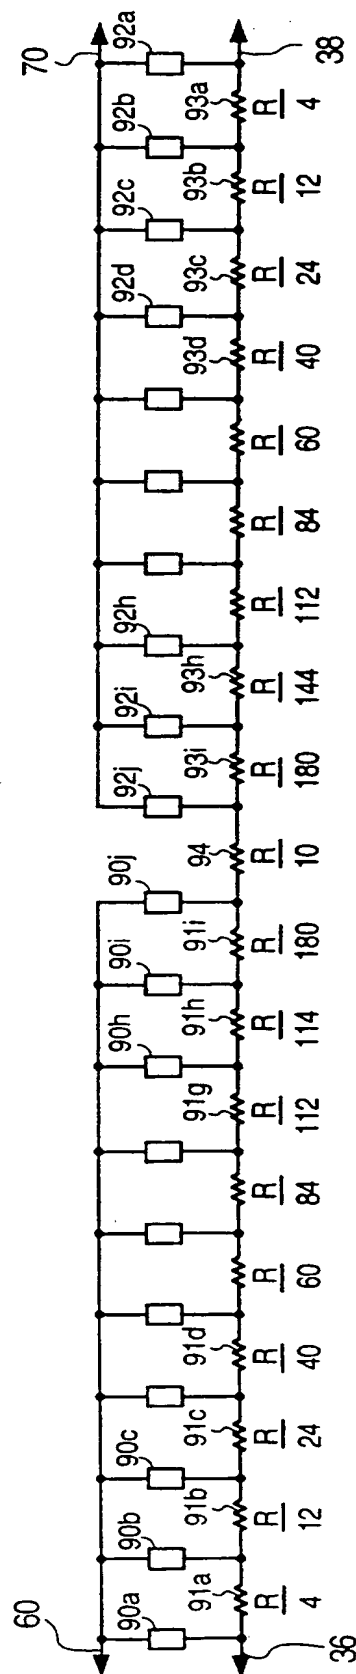 60 70
90a 90b 90c 90h 90i 90j 92j 92i 92h 92d 92c 92b 92a
91a 91b 91c 91d 91g 91h 91i 94 93i 93h 93d 93c 93b 93a
36 R R R R R R R R R R R R R R R R R R R 38
4 12 24 40 60 84 112 114 180 10 180 144 112 84 60 40 24 12 4